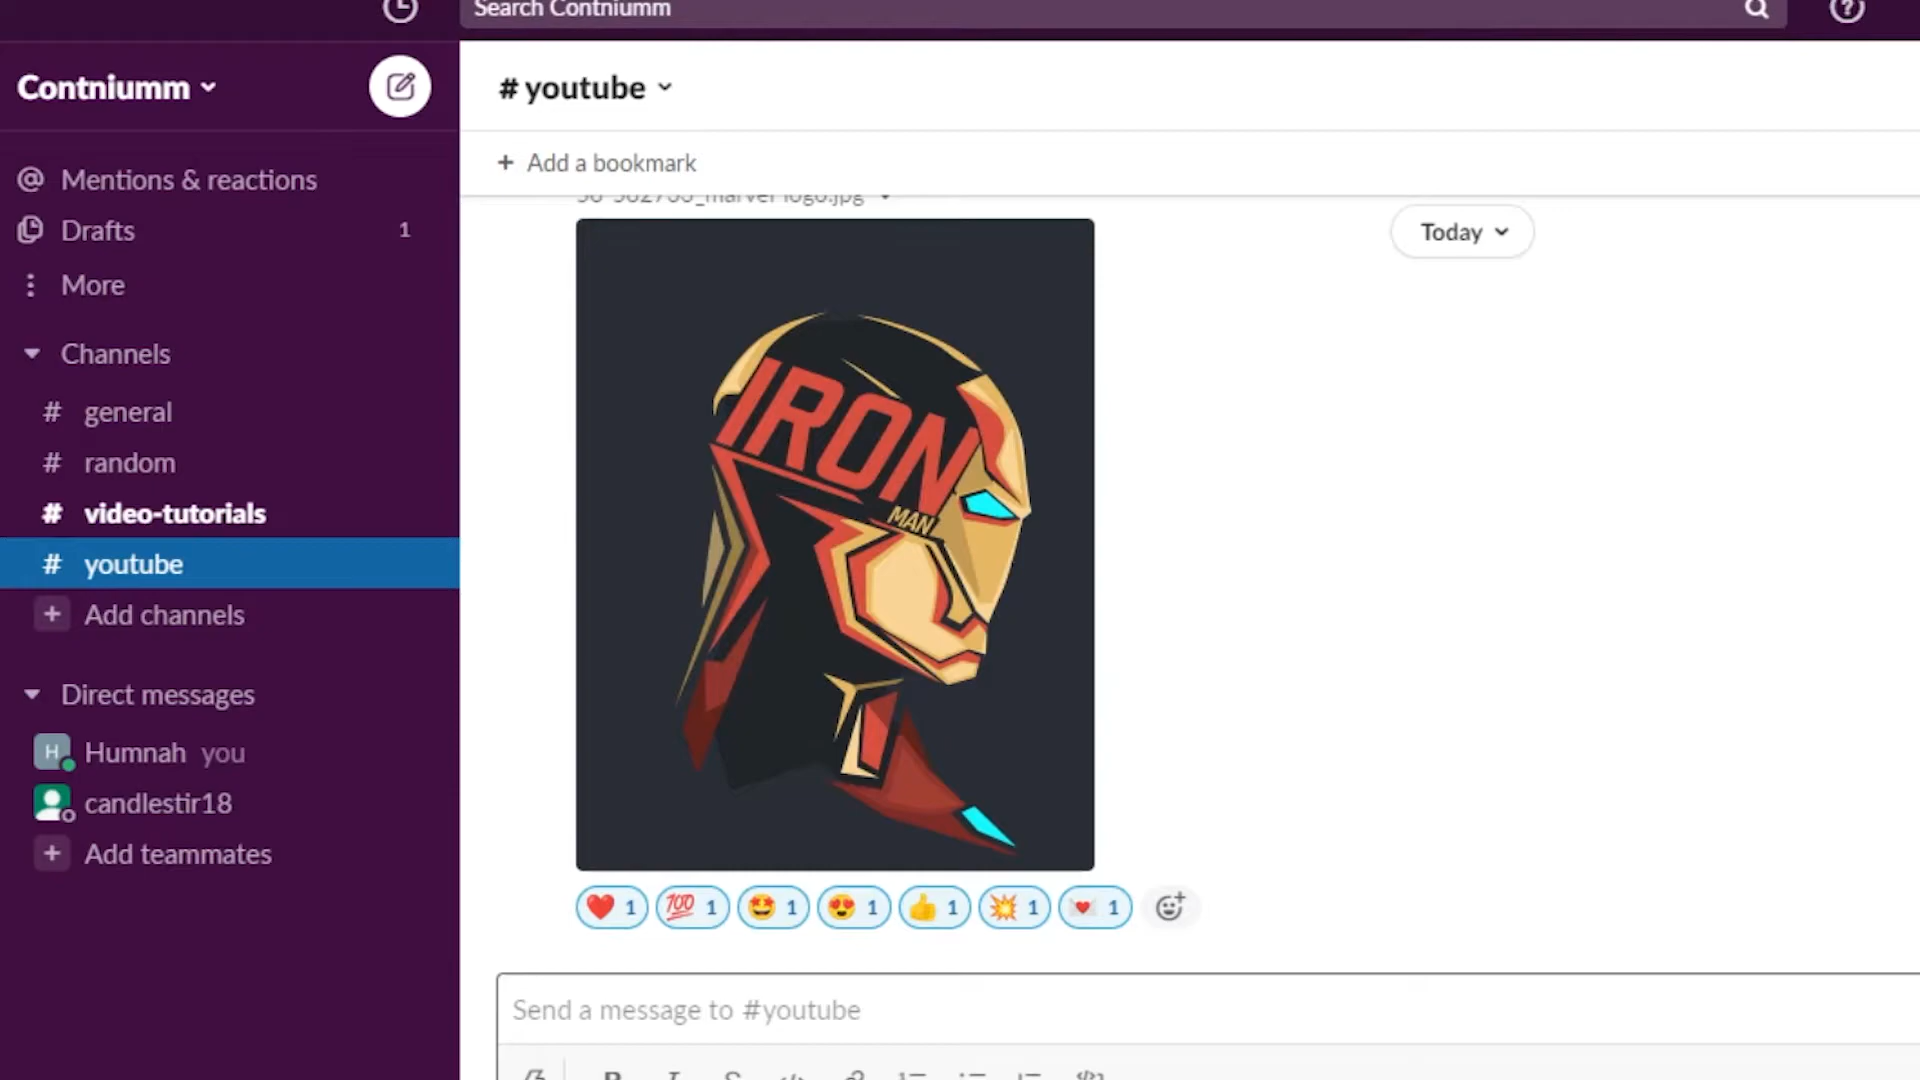 Search Contniumm
Contniumm
# youtube
+ Add a bookmark
@ Mentions & reactions
Drafts 1
More
Channels
# general
# random
# video-tutorials
# youtube
+ Add channels
Direct messages
H Humnah you
candlestir18
+ Add teammates
Today
IRON
MAN
100
1 1 1 1 1 1 1
Send a message to #youtube